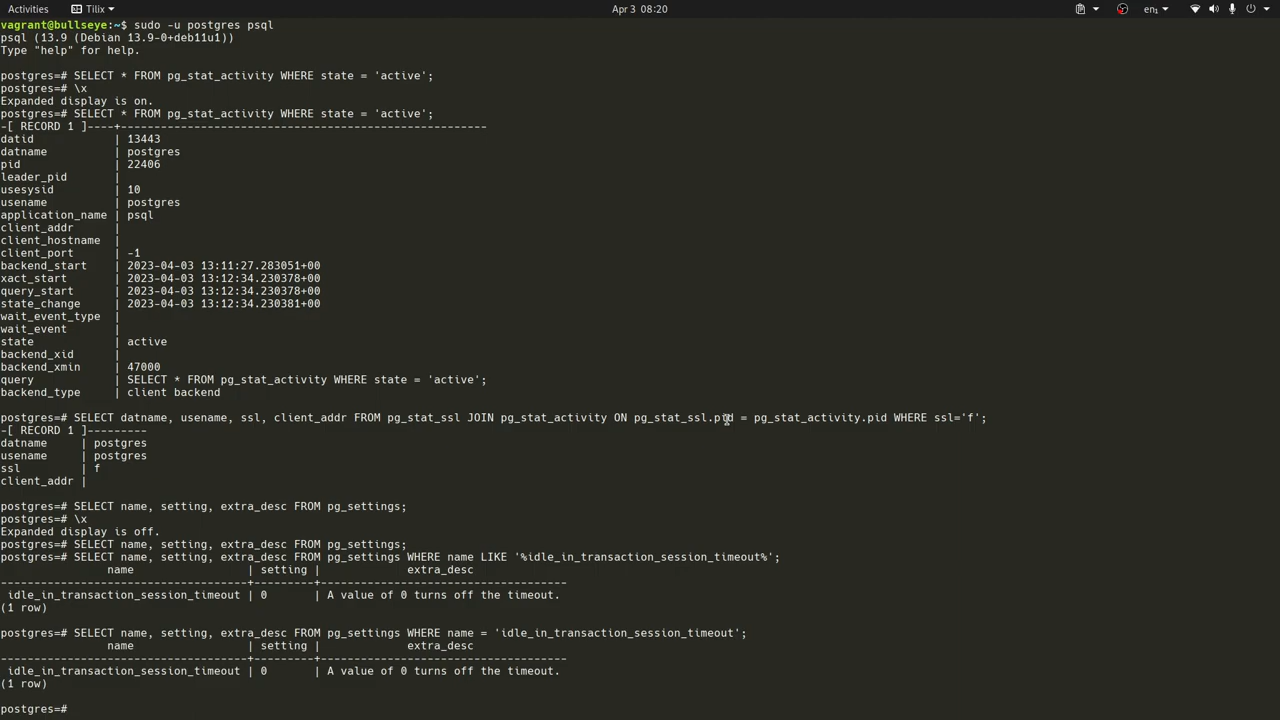 Activities Tilix Apr 3 08:20 en₁
vagrant@bullseye:~$ sudo -u postgres psql
psql (13.9 (Debian 13.9-0+deb11u1))
Type "help" for help.
postgres=# SELECT * FROM pg_stat_activity WHERE state = 'active';
postgres=# \x
Expanded display is on.
postgres=# SELECT * FROM pg_stat_activity WHERE state = 'active';
-[ RECORD 1 ]----+------------------------------------------------------
datid            | 13443
datname          | postgres
pid              | 22406
leader_pid       |
usesysid         | 10
usename          | postgres
application_name | psql
client_addr      |
client_hostname  |
client_port      | -1
backend_start    | 2023-04-03 13:11:27.283051+00
xact_start       | 2023-04-03 13:12:34.230378+00
query_start      | 2023-04-03 13:12:34.230378+00
state_change     | 2023-04-03 13:12:34.230381+00
wait_event_type  |
wait_event       |
state            | active
backend_xid      |
backend_xmin     | 47000
query            | SELECT * FROM pg_stat_activity WHERE state = 'active';
backend_type     | client backend
postgres=# SELECT datname, usename, ssl, client_addr FROM pg_stat_ssl JOIN pg_stat_activity ON pg_stat_ssl.pid = pg_stat_activity.pid WHERE ssl='f';
-[ RECORD 1 ]---------
datname     | postgres
usename     | postgres
ssl         | f
client_addr |
postgres=# SELECT name, setting, extra_desc FROM pg_settings;
postgres=# \x
Expanded display is off.
postgres=# SELECT name, setting, extra_desc FROM pg_settings;
postgres=# SELECT name, setting, extra_desc FROM pg_settings WHERE name LIKE '%idle_in_transaction_session_timeout%';
                name                 | setting |             extra_desc
-------------------------------------+---------+-------------------------------------
 idle_in_transaction_session_timeout | 0       | A value of 0 turns off the timeout.
(1 row)
postgres=# SELECT name, setting, extra_desc FROM pg_settings WHERE name = 'idle_in_transaction_session_timeout';
                name                 | setting |             extra_desc
-------------------------------------+---------+-------------------------------------
 idle_in_transaction_session_timeout | 0       | A value of 0 turns off the timeout.
(1 row)
postgres=#